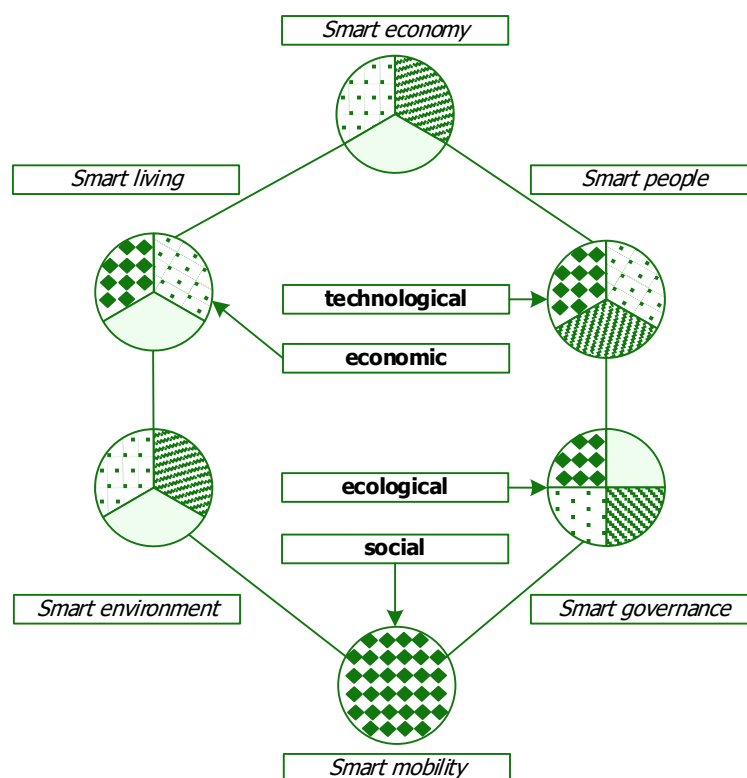 Smart economy
Smart living
Smart people
technological
economic
ecological
social
Smart environment
Smart governance
Smart mobility